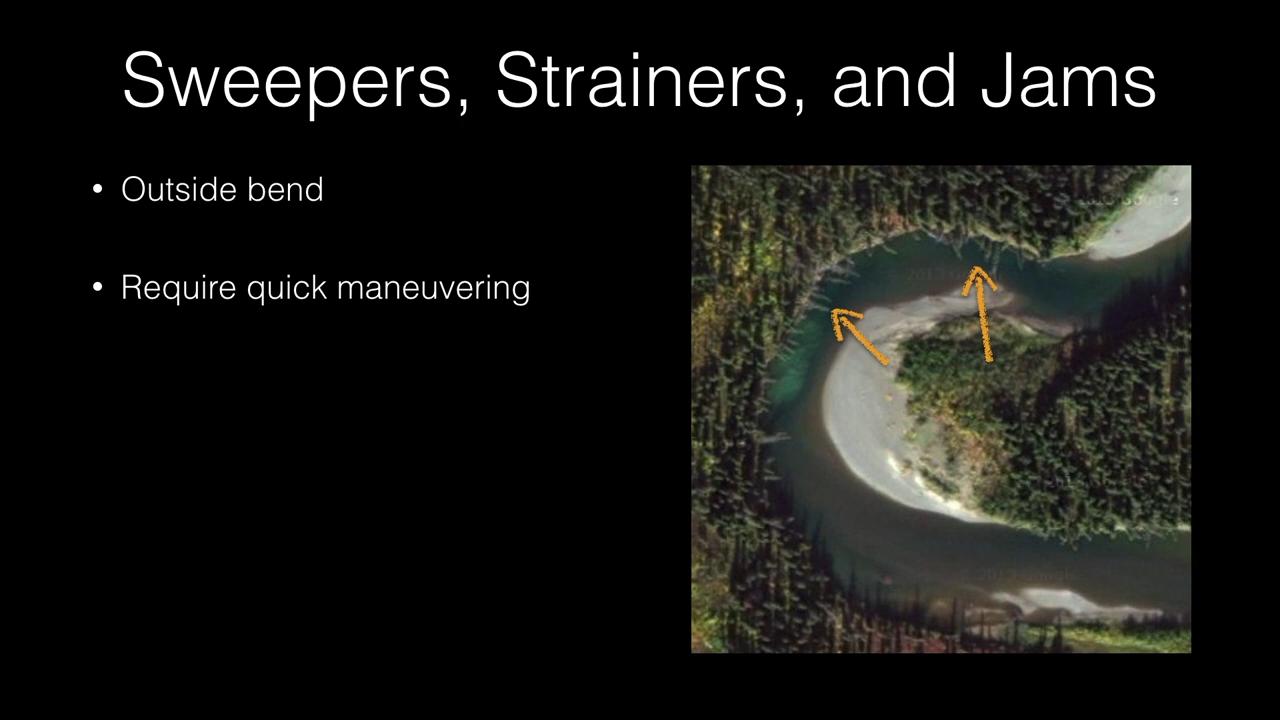 Sweepers, Strainers, and Jams
• Outside bend
• Require quick maneuvering